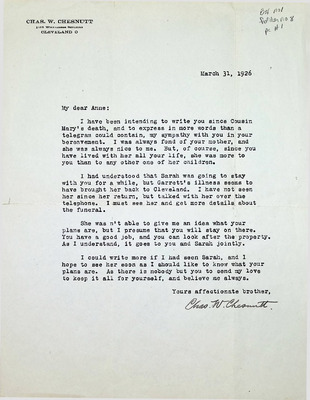 CHAS. W. CHESNUTT
CLEVELAND O
March 31, 1926
My dear Anne:
I have been intending to write you since Cousin
Mary's death, and to express in more words than a
telegram could contain, my sympathy with you in your
bereavement. I was always fond of your mother, and
she was always nice to me. But, of course, since you
have lived with her all your life, she was more to
you than to any other one of her children.
I had understood that Sarah was going to stay
with you for a while, but Garrett's illness seems to
have brought her back to Cleveland. I have not seen
her since her return, but talked with her over the
telephone. I must see her and get more details about
the funeral.
She was n't able to give me an idea what your
plans are, but I presume that you will stay on there.
You have a good job, and you can look after the property.
As I understand, it goes to you and Sarah jointly.
I could write more if I had seen Sarah, and I
hope to see her soon as I should like to know what your
plans are. As there is nobody but you to send my love
to keep it all for yourself, and believe me always.
Yours affectionate brother,
Chas. W. Chesnutt.